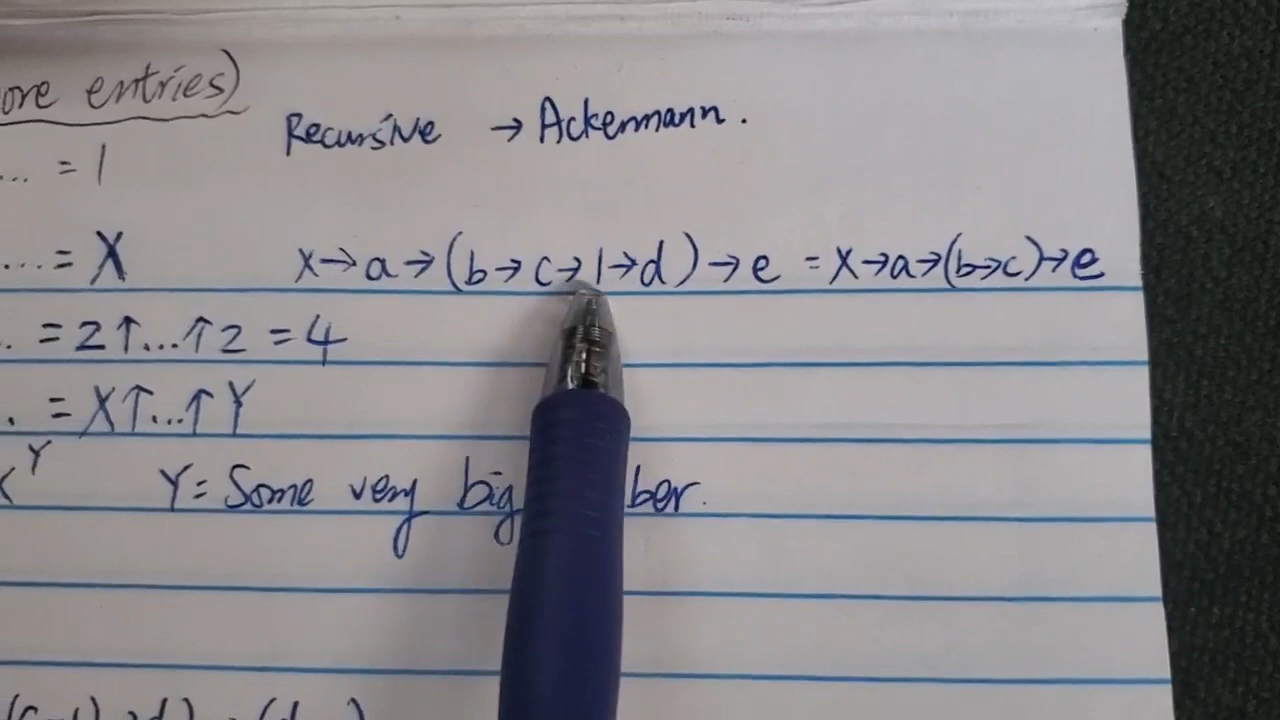 ore entries)
Recursive → Ackermann.
... = 1
...= X
x→a→(b→c→1→d)→e = X→a→(b→c)→e
. = 2↑...↑2 = 4
. = X↑...↑Y
Y
Y= Some very big ber.